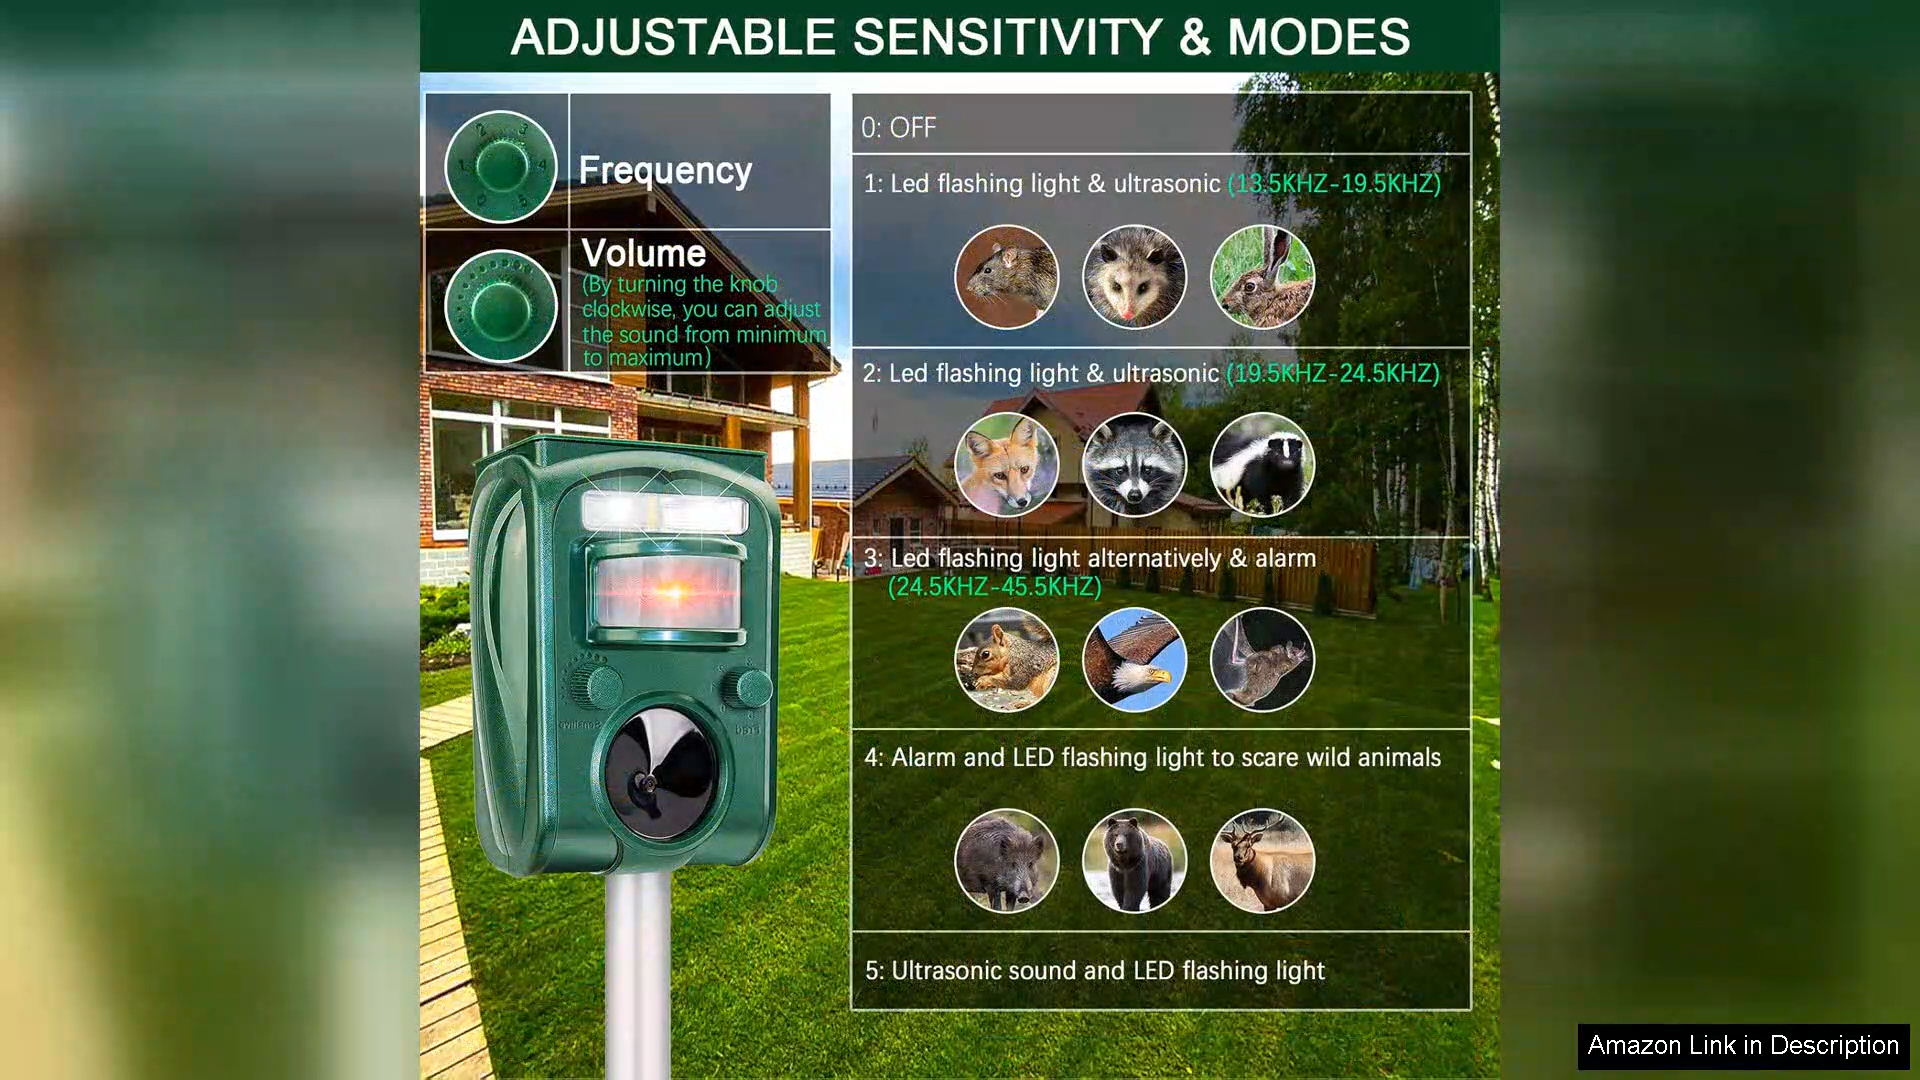 ADJUSTABLE SENSITIVITY & MODES
Frequency
Volume
(By turning the knob
clockwise, you can adjust
the sound from minimum
to maximum)
0: OFF
1: Led flashing light & ultrasonic (13.5KHZ-19.5KHZ)
2: Led flashing light & ultrasonic (19.5KHZ-24.5KHZ)
3: Led flashing light alternatively & alarm
(24.5KHZ-45.5KHZ)
4: Alarm and LED flashing light to scare wild animals
5: Ultrasonic sound and LED flashing light
Amazon Link in Description